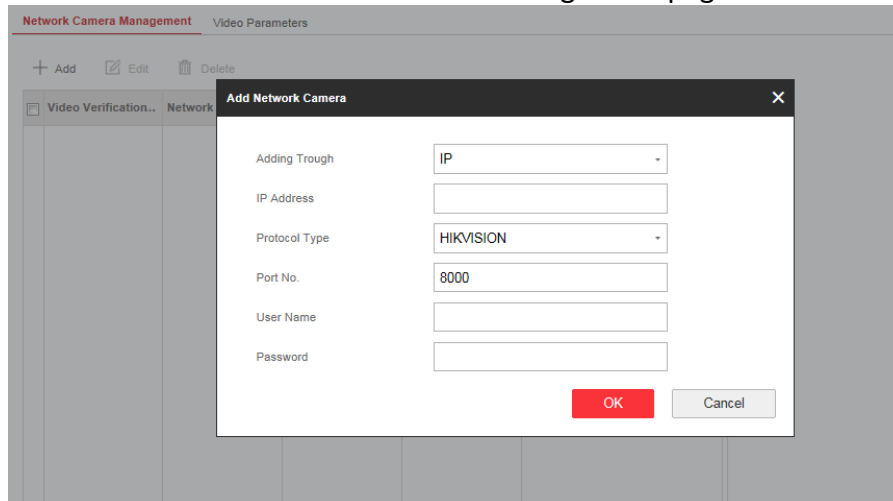 Network Camera Management Video Parameters
Add Edit Delete
Video Verification... Network
Add Network Camera
Adding Trough IP
IP Address
Protocol Type HIKVISION
Port No. 8000
User Name
Password
OK Cancel